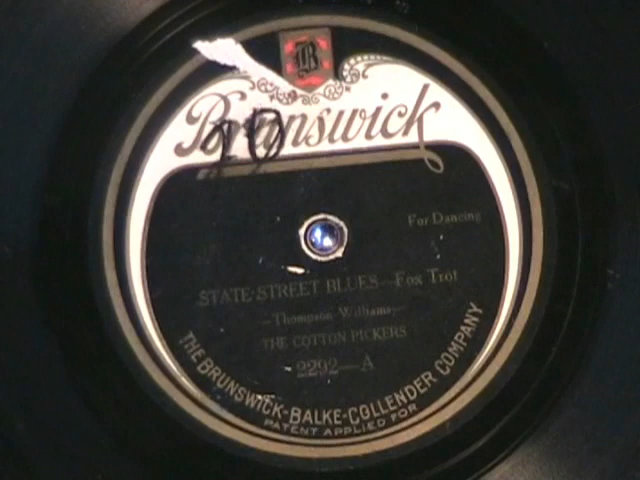 B
Brunswick
10
For Dancing
STATE STREET BLUES—Fox Trot
—Thompson Williams—
THE COTTON PICKERS
2292—A
THE BRUNSWICK-BALKE-COLLENDER COMPANY
PATENT APPLIED FOR